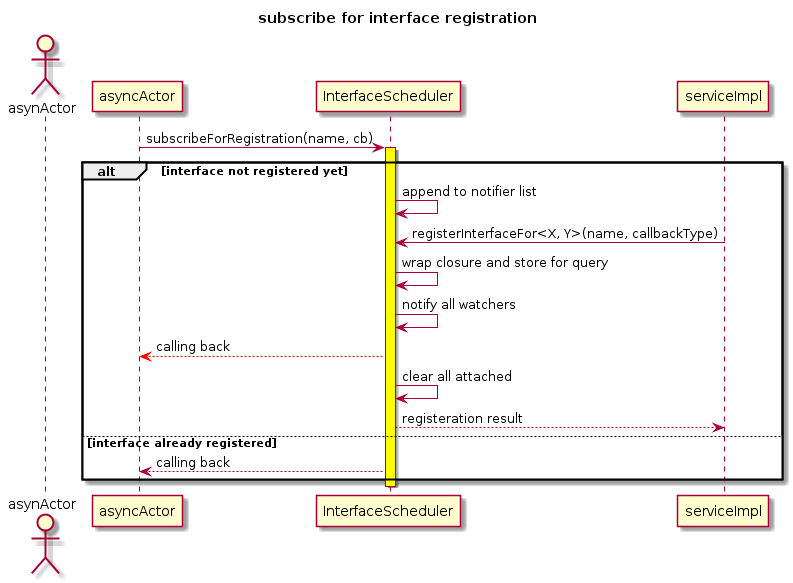 subscribe for interface registration
asynActor
asyncActor
InterfaceScheduler
serviceImpl
subscribeForRegistration(name, cb)
alt
[interface not registered yet]
append to notifier list
registerInterfaceFor<X, Y>(name, callbackType)
wrap closure and store for query
notify all watchers
calling back
clear all attached
registeration result
[interface already registered]
calling back
asynActor
asyncActor
InterfaceScheduler
serviceImpl